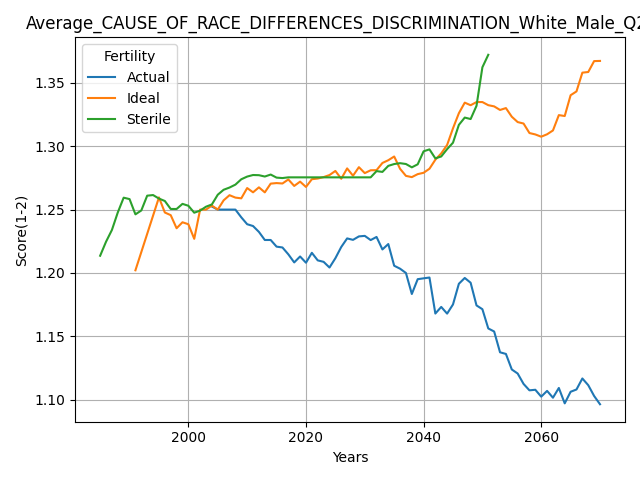 Average_CAUSE_OF_RACE_DIFFERENCES_DISCRIMINATION_White_Male_Q2
Fertility
Actual
Ideal
Sterile
Score(1-2)
1.35
1.30
1.25
1.20
1.15
1.10
2000 2020 2040 2060
Years